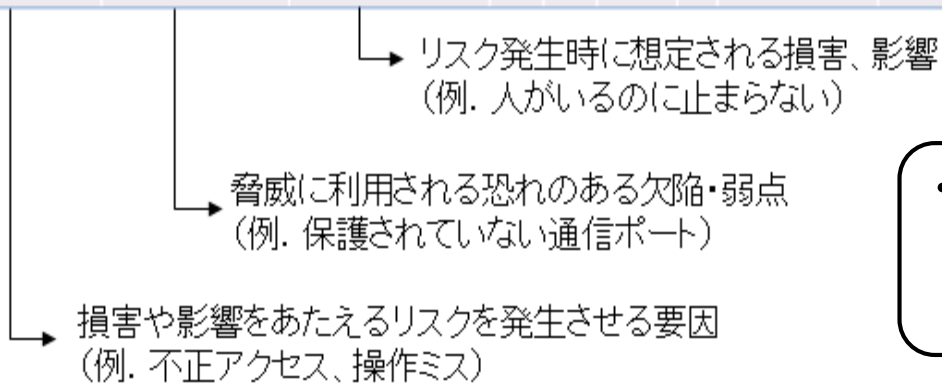 リスク発生時に想定される損害、影響
（例．人がいるのに止まらない）
脅威に利用される恐れのある欠陥・弱点
（例．保護されていない通信ポート）
損害や影響をあたえるリスクを発生させる要因
（例．不正アクセス、操作ミス）